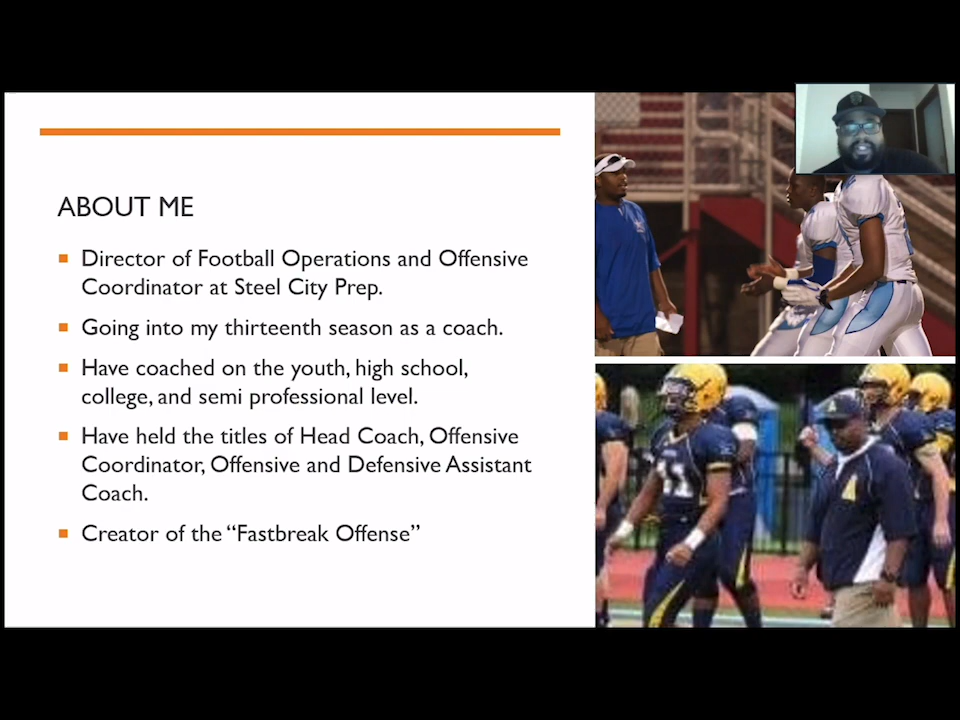 ABOUT ME
Director of Football Operations and Offensive
Coordinator at Steel City Prep.
Going into my thirteenth season as a coach.
Have coached on the youth, high school,
college, and semi professional level.
Have held the titles of Head Coach, Offensive
Coordinator, Offensive and Defensive Assistant
Coach.
Creator of the “Fastbreak Offense”
A
A
11